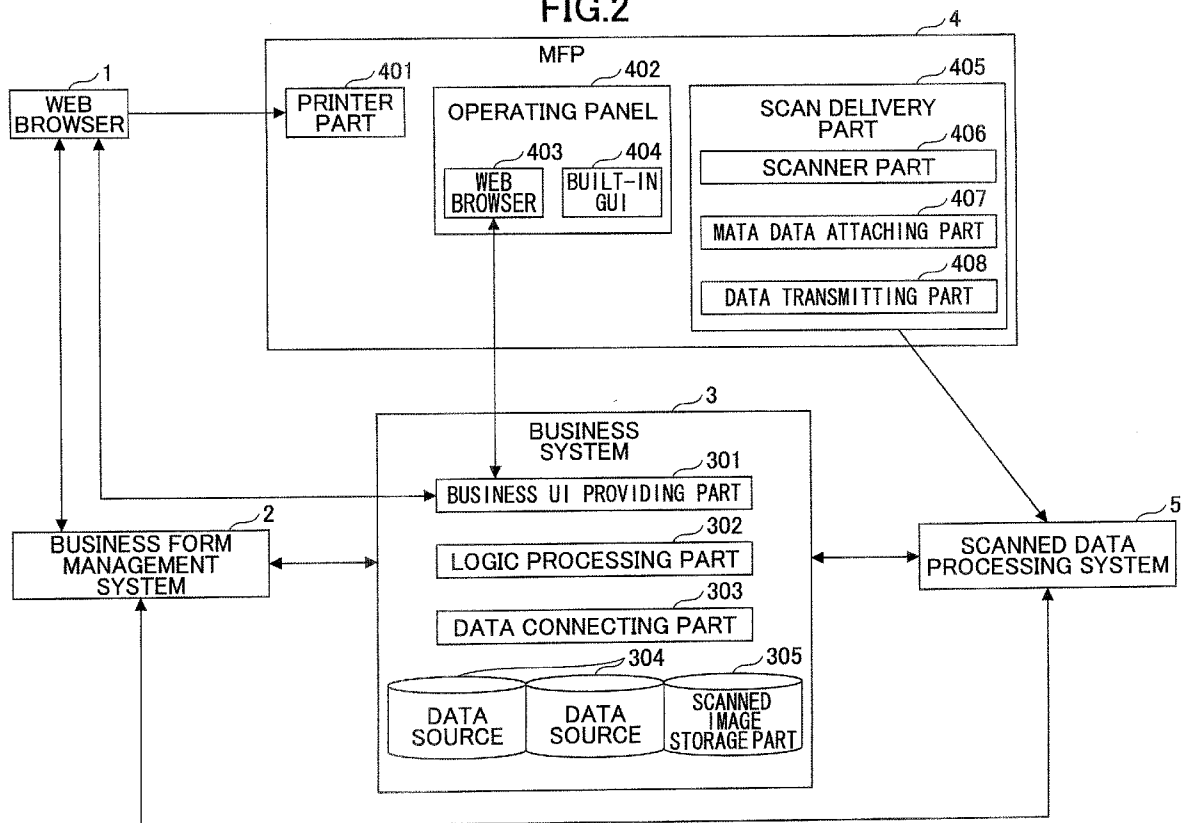 FIG.2
4
MFP
1
WEB
BROWSER
401
PRINTER
PART
402
OPERATING PANEL
403
WEB
BROWSER
404
BUILT-IN
GUI
405
SCAN DELIVERY
PART
406
SCANNER PART
407
MATA DATA ATTACHING PART
408
DATA TRANSMITTING PART
3
BUSINESS
SYSTEM
301
BUSINESS UI PROVIDING PART
302
LOGIC PROCESSING PART
303
DATA CONNECTING PART
304
DATA
SOURCE
DATA
SOURCE
305
SCANNED
IMAGE
STORAGE PART
2
BUSINESS FORM
MANAGEMENT
SYSTEM
5
SCANNED DATA
PROCESSING SYSTEM